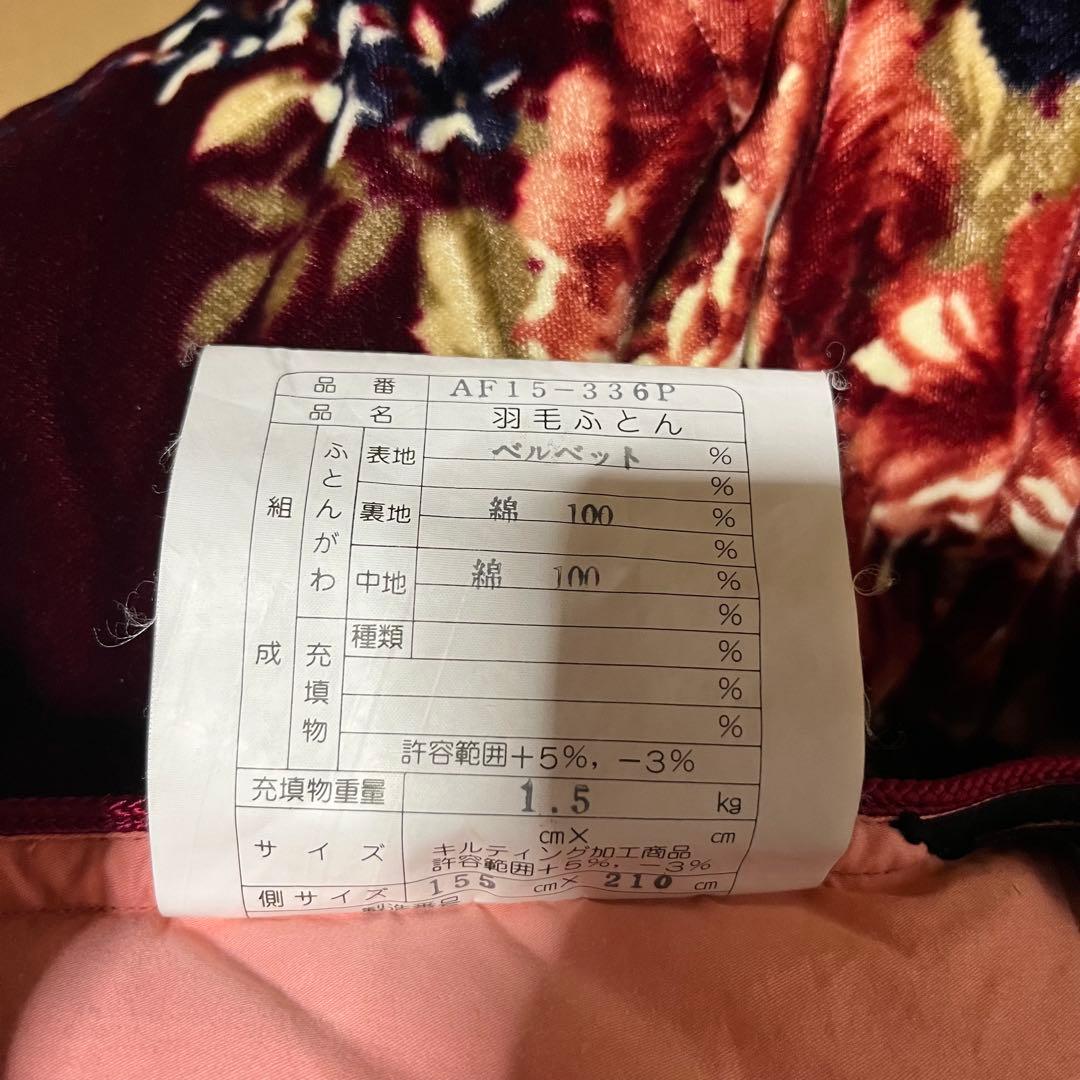 品番 AF15-336P
品名 羽毛ふとん
組成
ふとんがわ
表地 ベルベット %
%
裏地 綿 100 %
%
中地 綿 100 %
%
充填物
種類 %
%
%
許容範囲+5%, -3%
充填物重量 1.5 kg
サイズ cm× cm
キルティング加工商品
許容範囲+5%, -3%
側サイズ 155 cm× 210 cm
製造番号